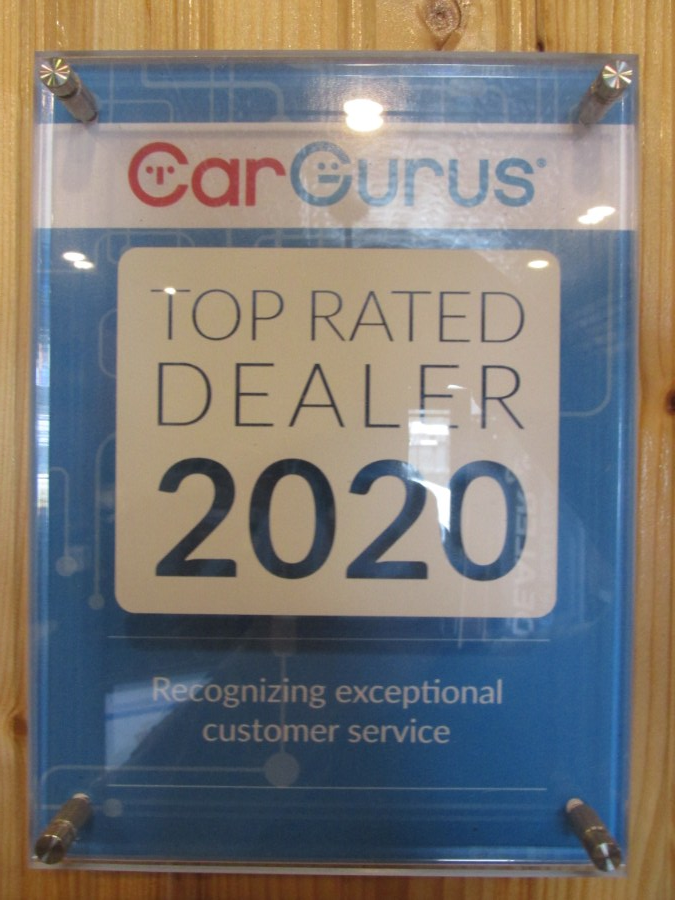 CarGurus
TOP RATED
DEALER
2020
Recognizing exceptional
customer service